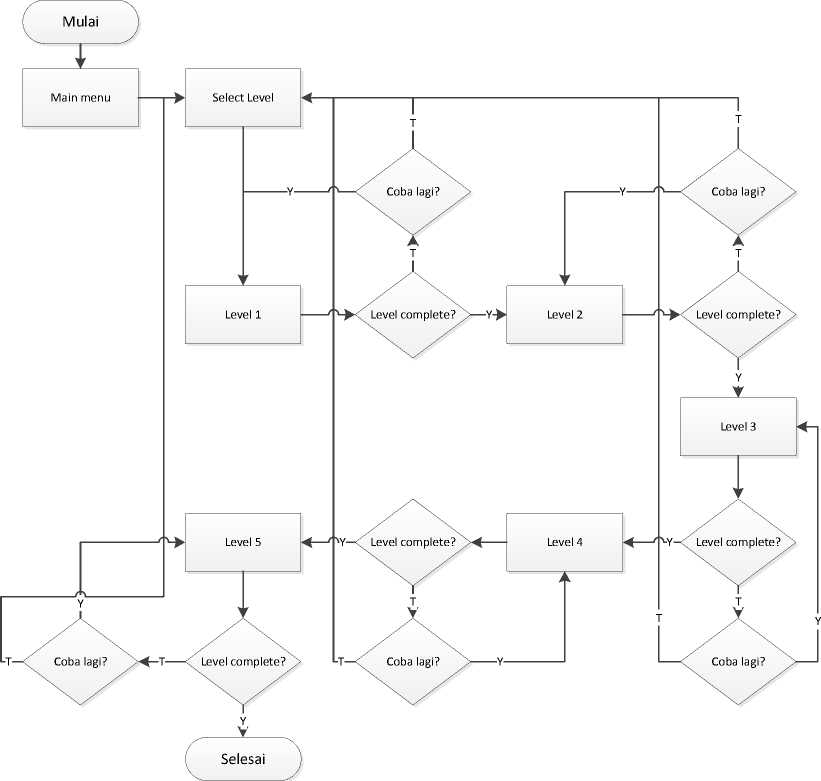 Mulai
Main menu
Select Level
T
T
Coba lagi?
Coba lagi?
Y
Y
T
T
Level 1
Level complete?
Y
Level 2
Level complete?
Y
Level 3
Level 5
Y
Level complete?
Level 4
Y
Level complete?
Y
T
T
T
Y
T
Coba lagi?
T
Level complete?
T
Coba lagi?
Y
Coba lagi?
Y
Selesai